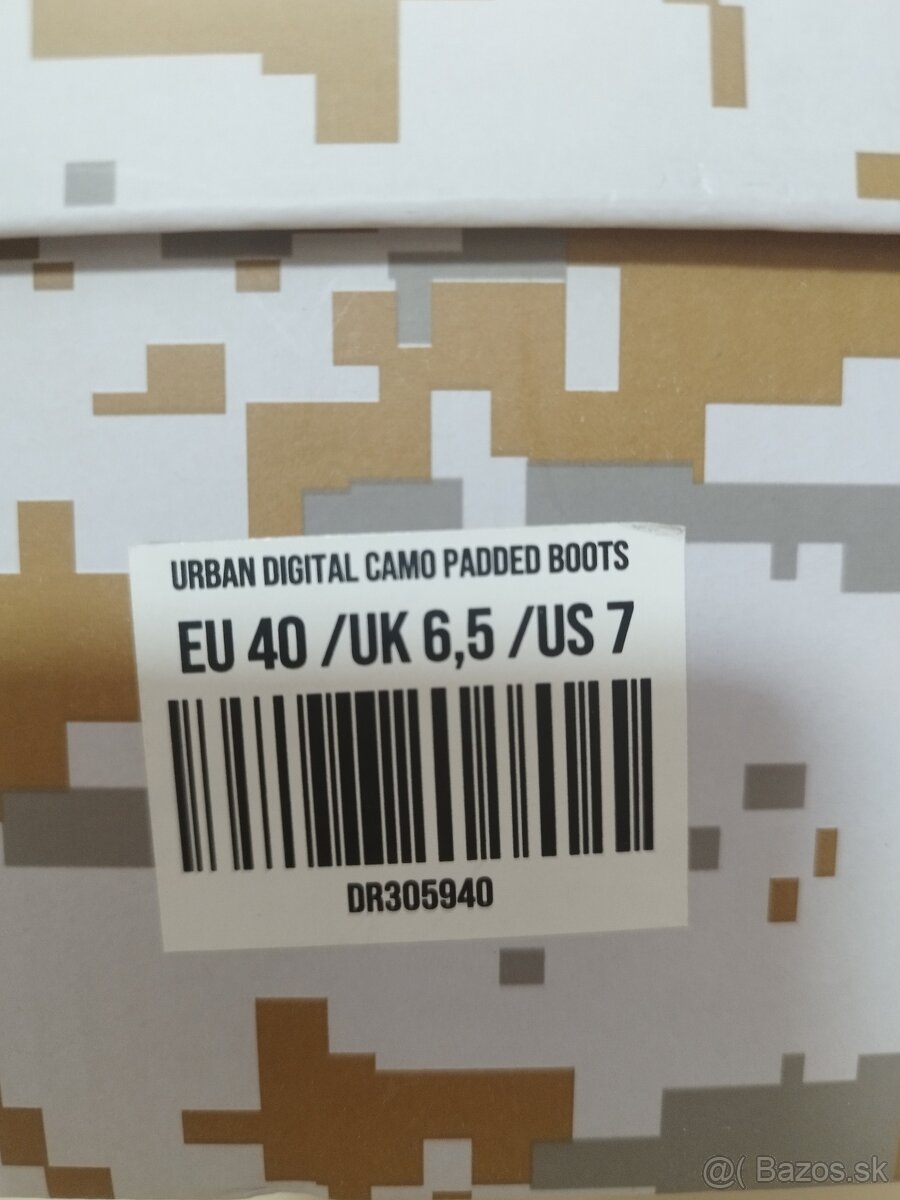 URBAN DIGITAL CAMO PADDED BOOTS
EU 40 /UK 6,5 /US 7
DR305940
@( Bazos.sk